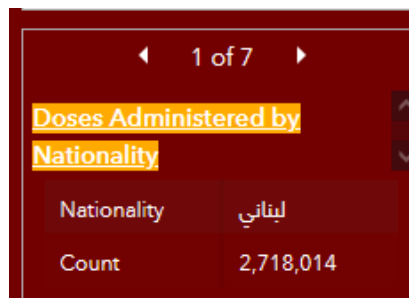 1 of 7
Doses Administered by
Nationality
Nationality لبناني
Count 2,718,014